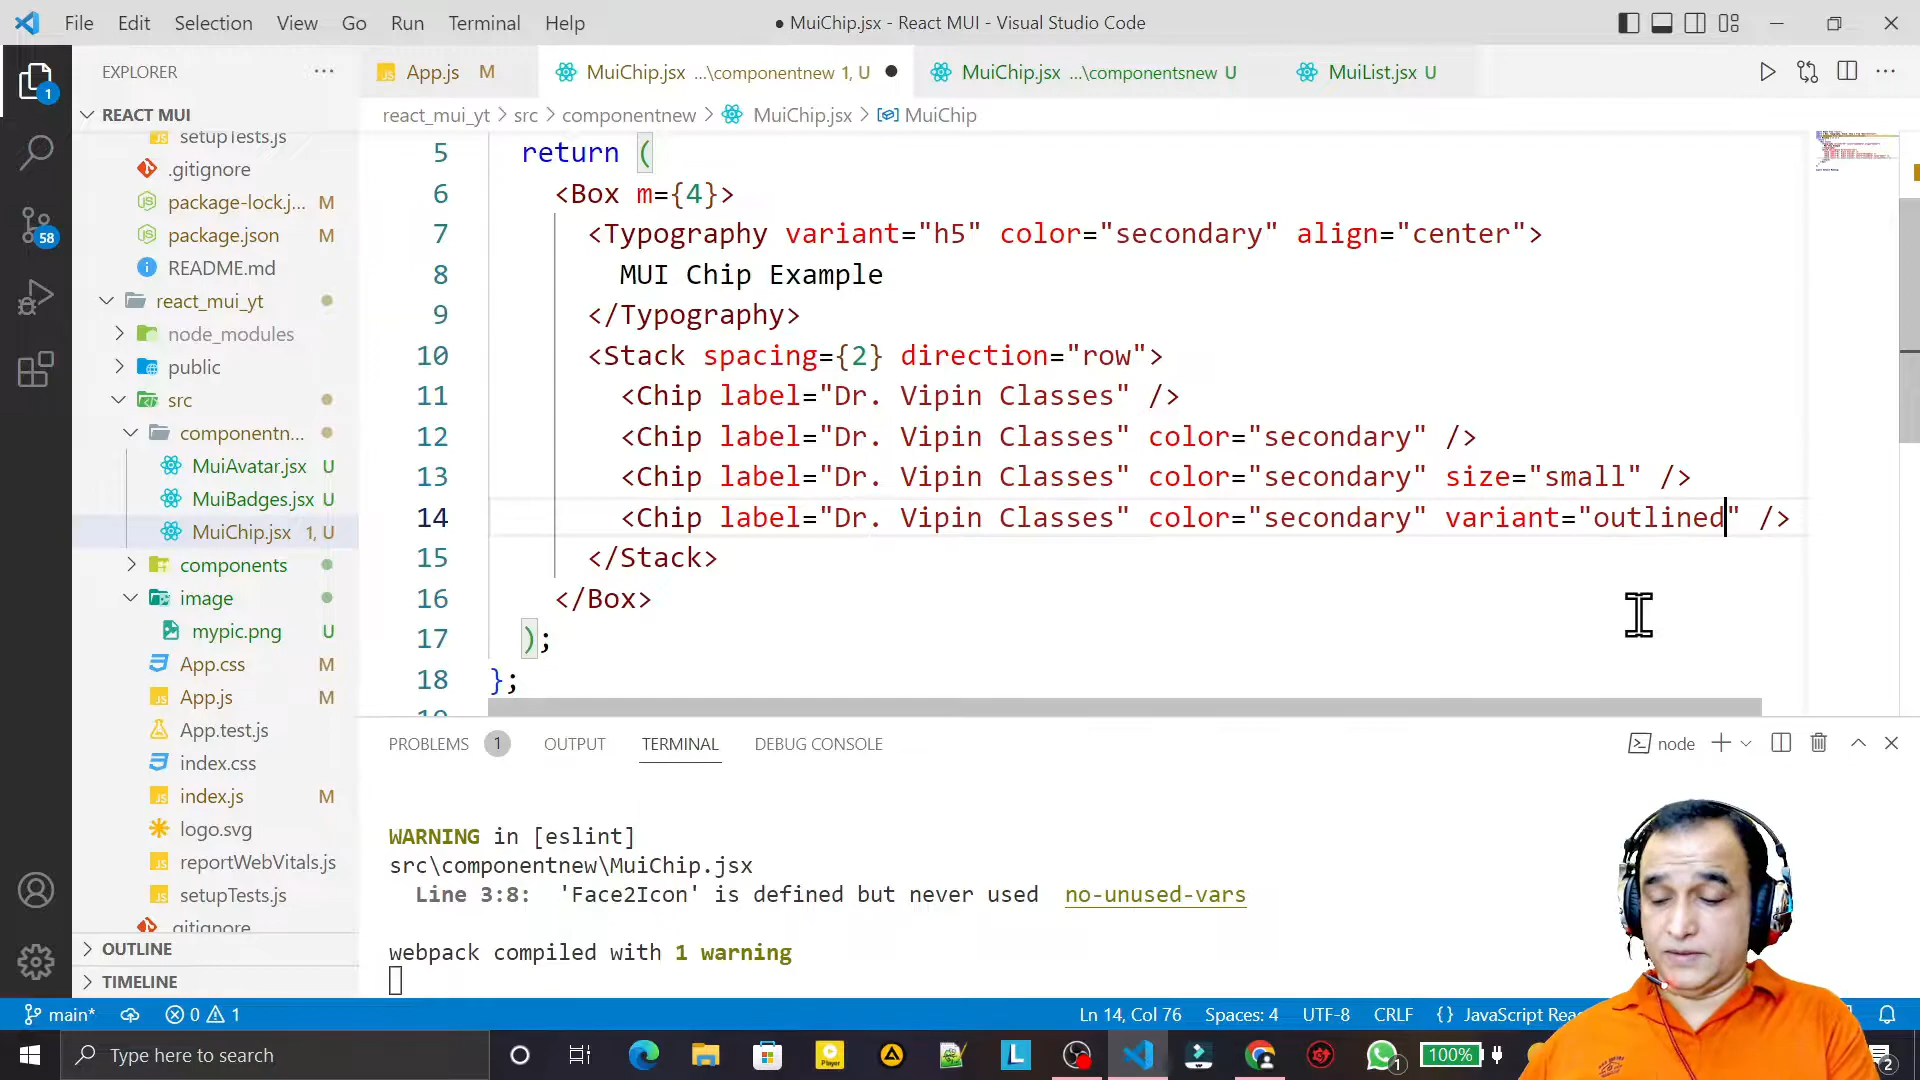 File Edit Selection View Go Run Terminal Help
● MuiChip.jsx - React MUI - Visual Studio Code
EXPLORER
App.js M
MuiChip.jsx ...\componentnew 1, U
MuiChip.jsx ...\componentsnew U
MuiList.jsx U
react_mui_yt > src > componentnew > MuiChip.jsx > MuiChip
1
58
REACT MUI
setupTests.js
.gitignore
package-lock.j... M
package.json M
README.md
react_mui_yt
node_modules
public
src
componentn...
MuiAvatar.jsx U
MuiBadges.jsx U
MuiChip.jsx 1, U
components
image
mypic.png U
App.css M
App.js M
App.test.js
index.css
index.js M
logo.svg
reportWebVitals.js
setupTests.js
.gitignore
OUTLINE
TIMELINE
5 return (
6 <Box m={4}>
7 <Typography variant="h5" color="secondary" align="center">
8 MUI Chip Example
9 </Typography>
10 <Stack spacing={2} direction="row">
11 <Chip label="Dr. Vipin Classes" />
12 <Chip label="Dr. Vipin Classes" color="secondary" />
13 <Chip label="Dr. Vipin Classes" color="secondary" size="small" />
14 <Chip label="Dr. Vipin Classes" color="secondary" variant="outlined" />
15 </Stack>
16 </Box>
17 );
18 };
19
PROBLEMS 1 OUTPUT TERMINAL DEBUG CONSOLE
node
WARNING in [eslint]
src\componentnew\MuiChip.jsx
Line 3:8: 'Face2Icon' is defined but never used no-unused-vars
webpack compiled with 1 warning
main* 0 1
Ln 14, Col 76 Spaces: 4 UTF-8 CRLF {} JavaScript Rea
Type here to search
Player
L
1
100%
2